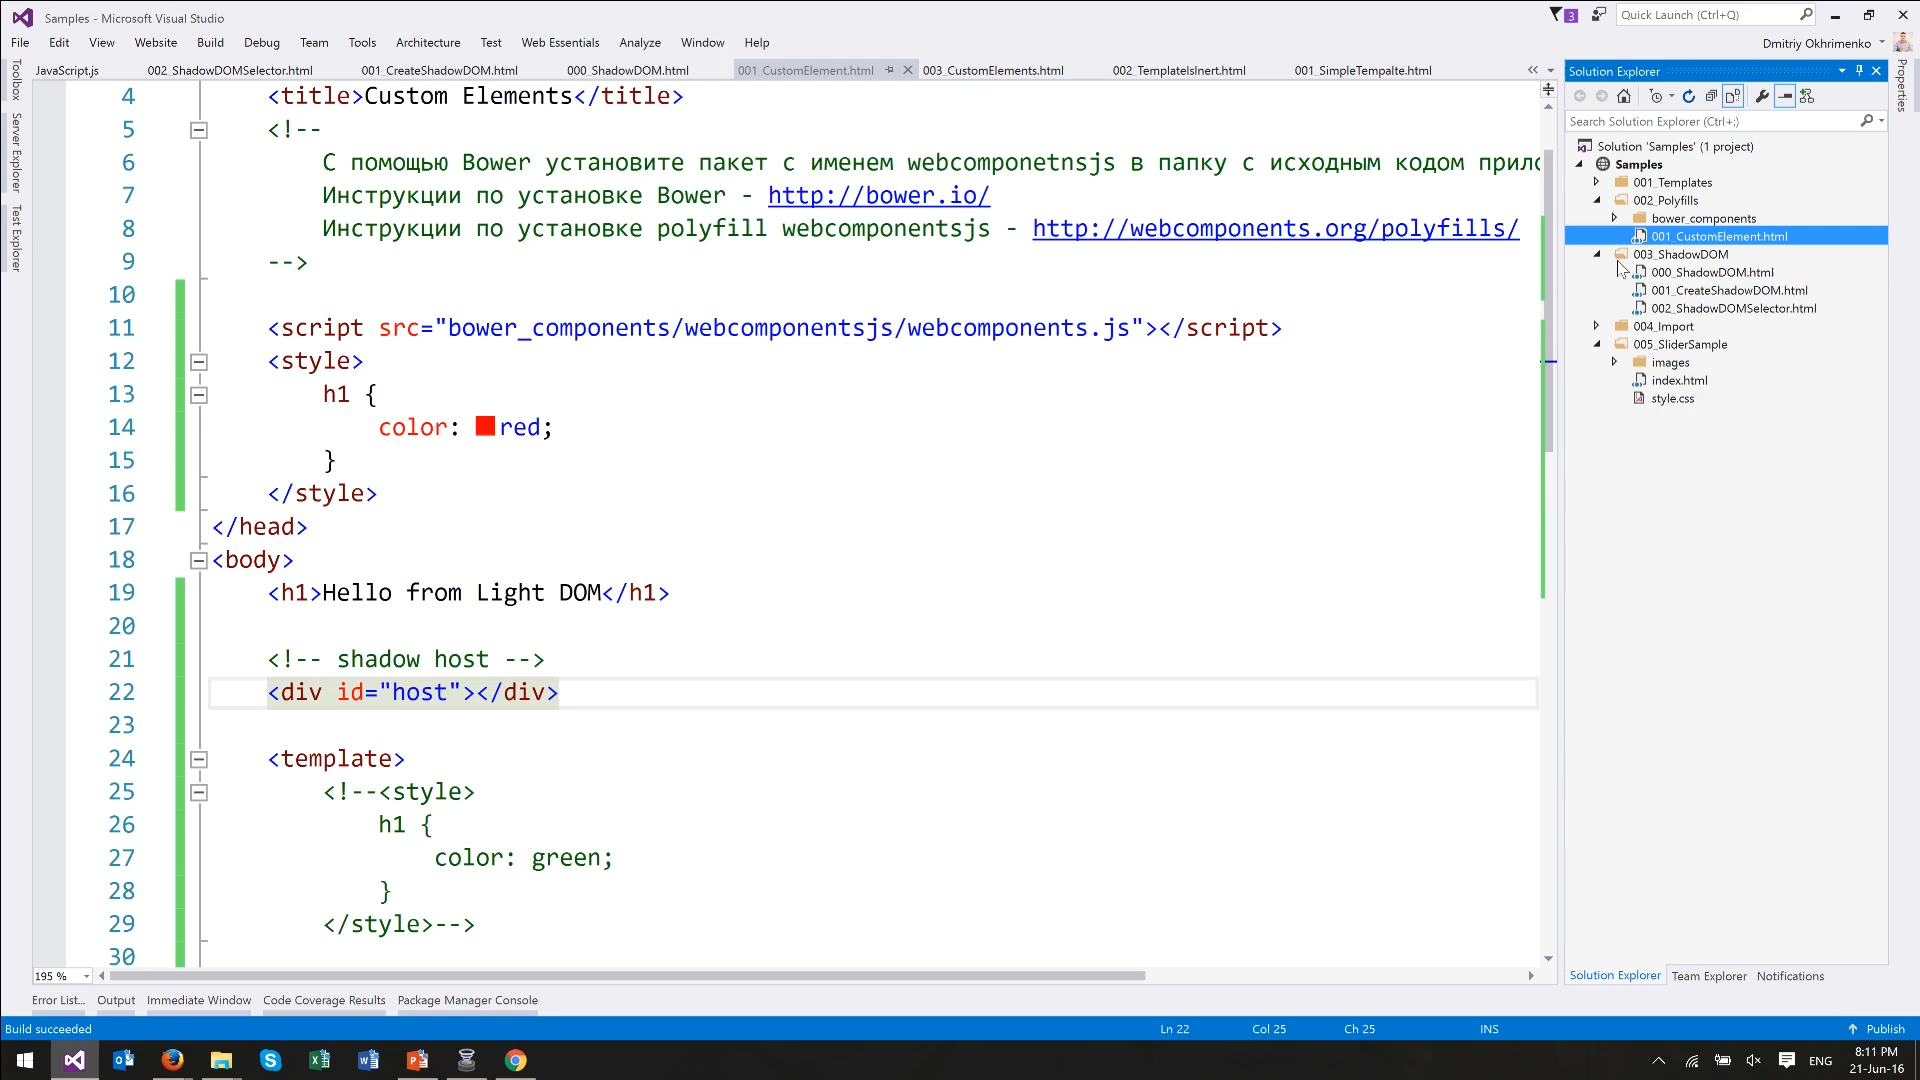 Samples - Microsoft Visual Studio
3
Quick Launch (Ctrl+Q)
File Edit View Website Build Debug Team Tools Architecture Test Web Essentials Analyze Window Help
Dmitriy Okhrimenko
JavaScript.js 002_ShadowDOMSelector.html 001_CreateShadowDOM.html 000_ShadowDOM.html 001_CustomElement.html 003_CustomElements.html 002_TemplateIsInert.html 001_SimpleTempalte.html
Toolbox
Server Explorer
Test Explorer
4 <title>Custom Elements</title>
5 <!--
6 С помощью Bower установите пакет с именем webcomponetnsjs в папку с исходным кодом прило
7 Инструкции по установке Bower - http://bower.io/
8 Инструкции по установке polyfill webcomponentsjs - http://webcomponents.org/polyfills/
9 -->
10
11 <script src="bower_components/webcomponentsjs/webcomponents.js"></script>
12 <style>
13 h1 {
14 color: red;
15 }
16 </style>
17 </head>
18 <body>
19 <h1>Hello from Light DOM</h1>
20
21 <!-- shadow host -->
22 <div id="host"></div>
23
24 <template>
25 <!--<style>
26 h1 {
27 color: green;
28 }
29 </style>-->
30
195 %
Solution Explorer
Search Solution Explorer (Ctrl+;)
Solution 'Samples' (1 project)
Samples
001_Templates
002_Polyfills
bower_components
001_CustomElement.html
003_ShadowDOM
000_ShadowDOM.html
001_CreateShadowDOM.html
002_ShadowDOMSelector.html
004_Import
005_SliderSample
images
index.html
style.css
Solution Explorer Team Explorer Notifications
Properties
Error List... Output Immediate Window Code Coverage Results Package Manager Console
Build succeeded Ln 22 Col 25 Ch 25 INS Publish
ENG
8:11 PM
21-Jun-16